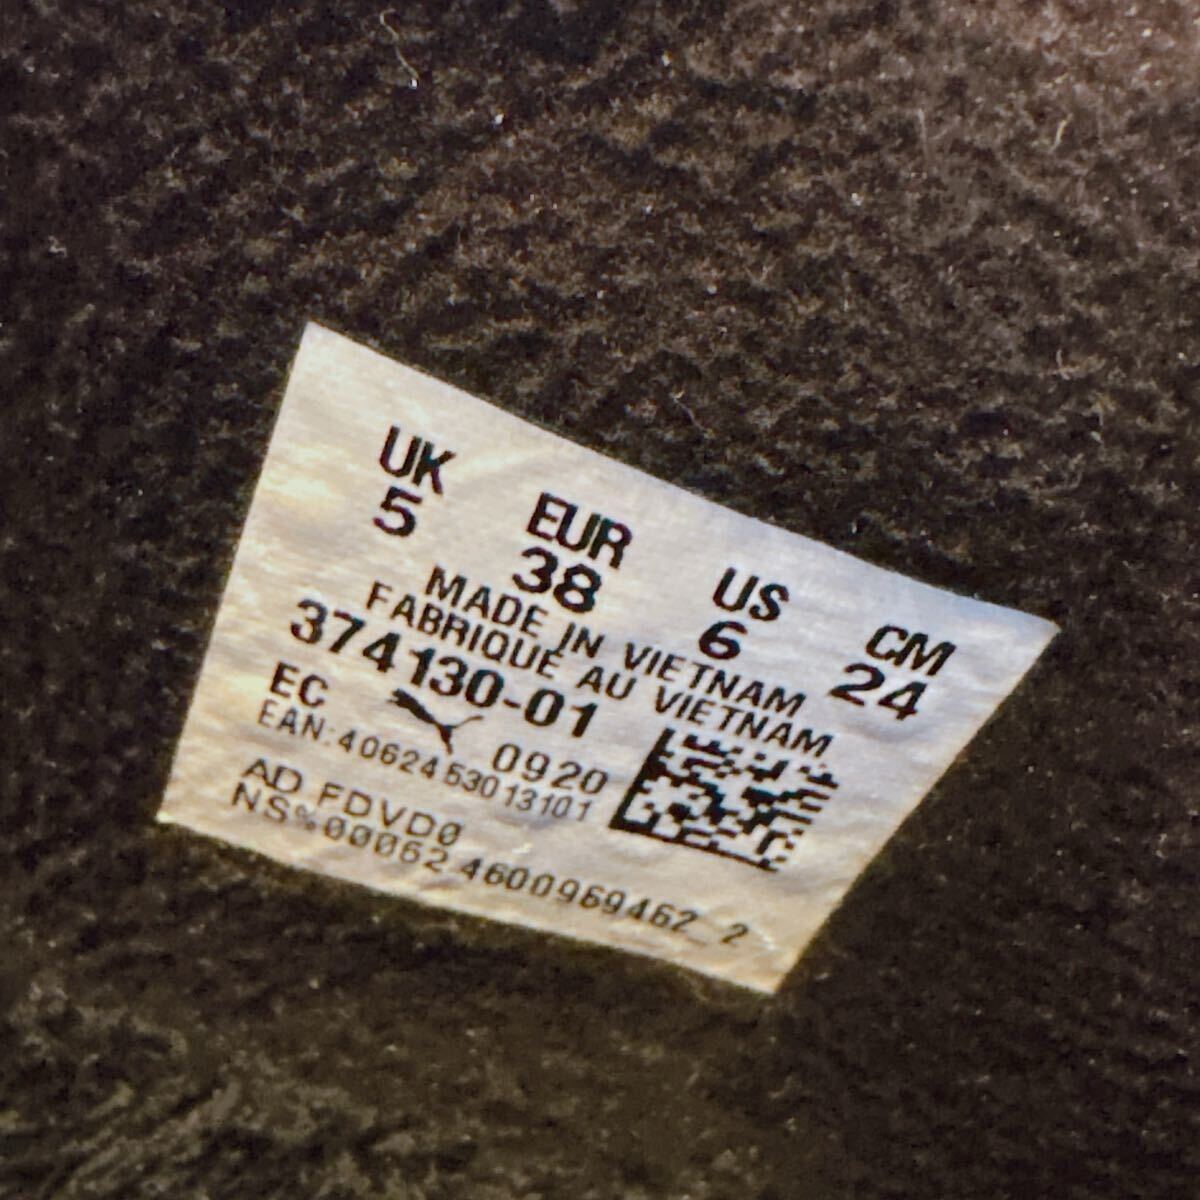 UK EUR US CM
5 38 6 24
MADE IN VIETNAM
FABRIQUE AU VIETNAM
374130-01
EC 0920
EAN:4062453013101
AD FDVD0
NS%00062 4600969462_2